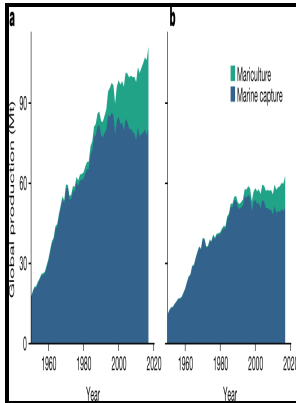 a
b
Mariculture
Marine capture
Global production (Mt)
90
60
30
0
1960
1980
2000
2020
1960
1980
2000
2020
Year
Year